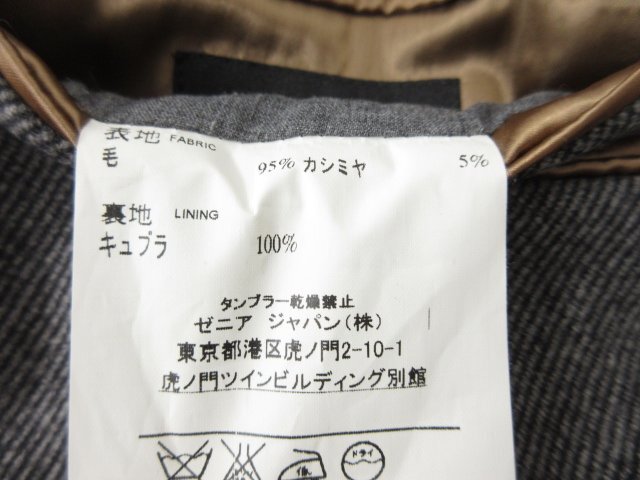 表地 FABRIC
毛 95% カシミヤ 5%
裏地 LINING
キュプラ 100%
タンブラー乾燥禁止
ゼニア ジャパン(株)
東京都港区虎ノ門2-10-1
虎ノ門ツインビルディング別館
ドライ